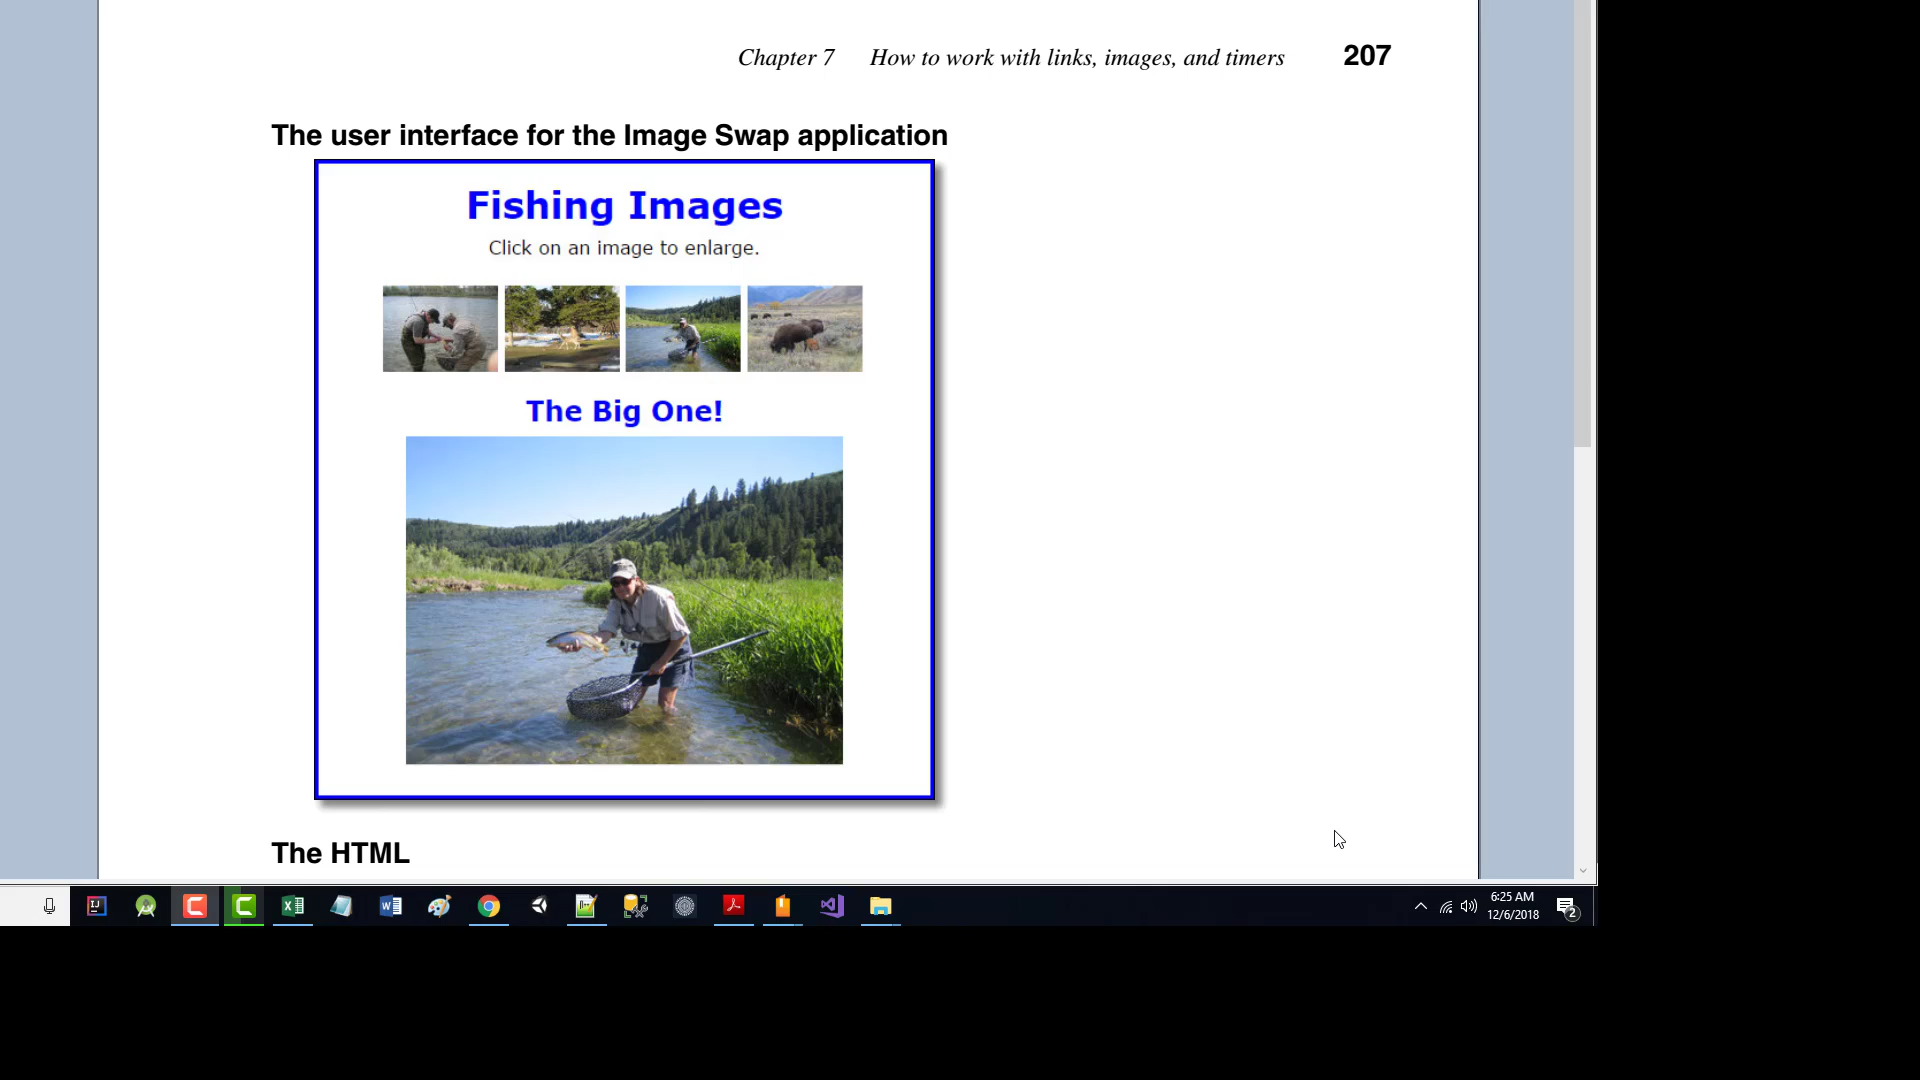 Chapter 7 How to work with links, images, and timers 207
The user interface for the Image Swap application
Fishing Images
Click on an image to enlarge.
The Big One!
The HTML
6:25 AM
12/6/2018
2